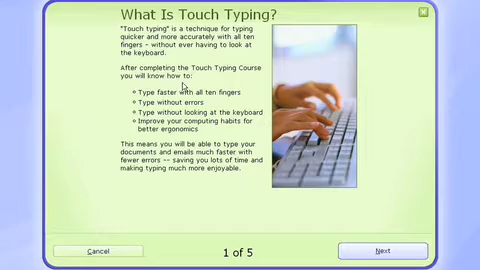 What Is Touch Typing?
"Touch typing" is a technique for typing
quicker and more accurately with all ten
fingers - without ever having to look at
the keyboard.
After completing the Touch Typing Course
you will know how to:
Type faster with all ten fingers
Type without errors
Type without looking at the keyboard
Improve your computing habits for
better ergonomics
This means you will be able to type your
documents and emails much faster with
fewer errors -- saving you lots of time and
making typing much more enjoyable.
Cancel
1 of 5
Next